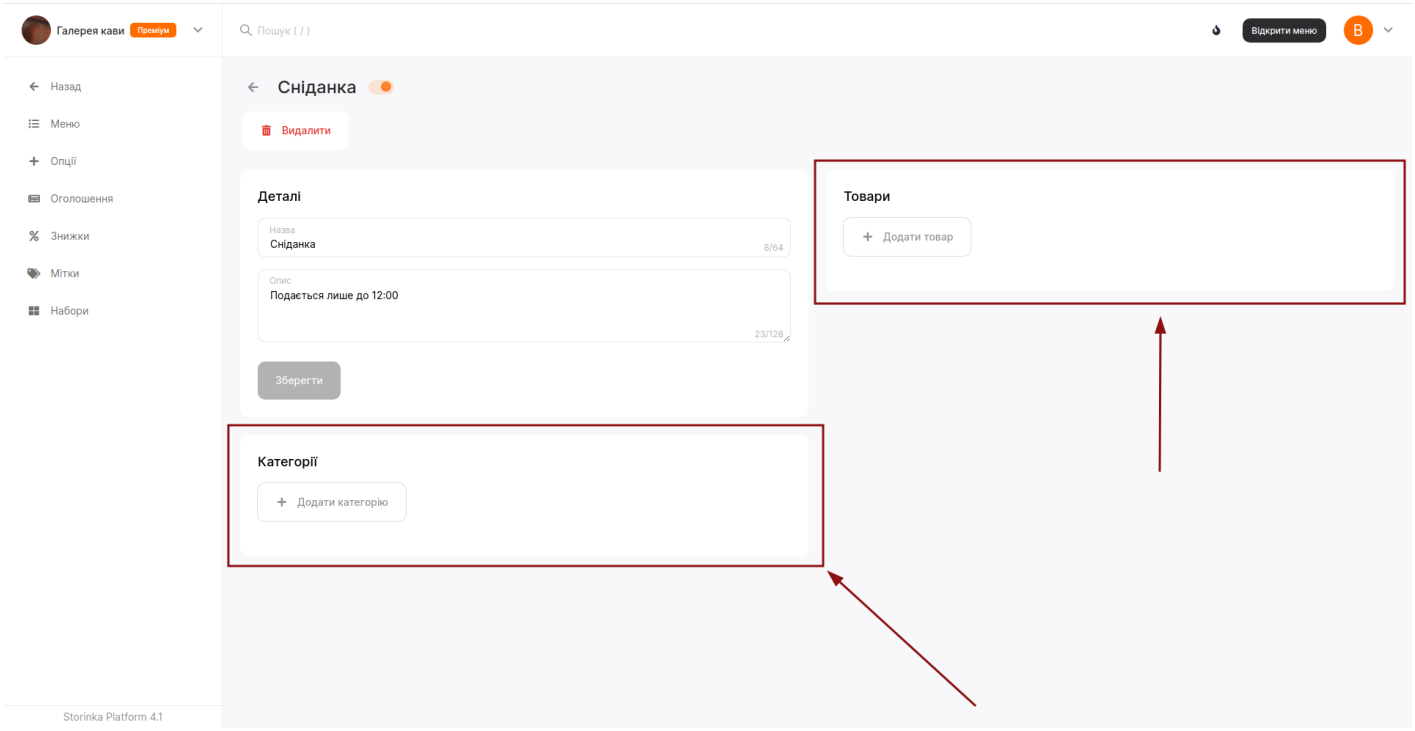 Галерея кави Преміум
Пошук ( / )
Відкрити меню
B
Назад
Меню
Опції
Оголошення
Знижки
Мітки
Набори
Storinka Platform 4.1
Сніданка
Видалити
Деталі
Назва
Сніданка
8/64
Опис
Подається лише до 12:00
23/128
Зберегти
Категорії
Додати категорію
Товари
Додати товар